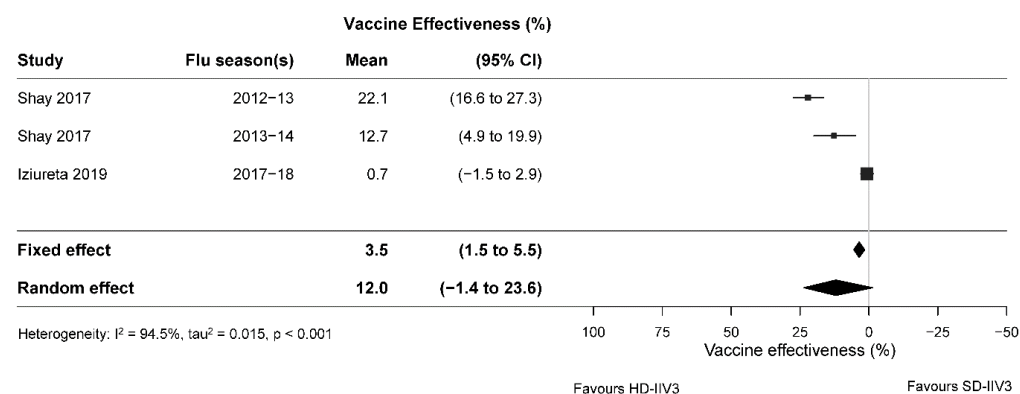 Vaccine Effectiveness (%)
Study Flu season(s) Mean (95% CI)
Shay 2017 2012−13 22.1 (16.6 to 27.3)
Shay 2017 2013−14 12.7 (4.9 to 19.9)
Iziureta 2019 2017−18 0.7 (−1.5 to 2.9)
Fixed effect 3.5 (1.5 to 5.5)
Random effect 12.0 (−1.4 to 23.6)
Heterogeneity: I² = 94.5%, tau² = 0.015, p < 0.001
100 75 50 25 0 −25 −50
Vaccine effectiveness (%)
Favours HD-IIV3 Favours SD-IIV3